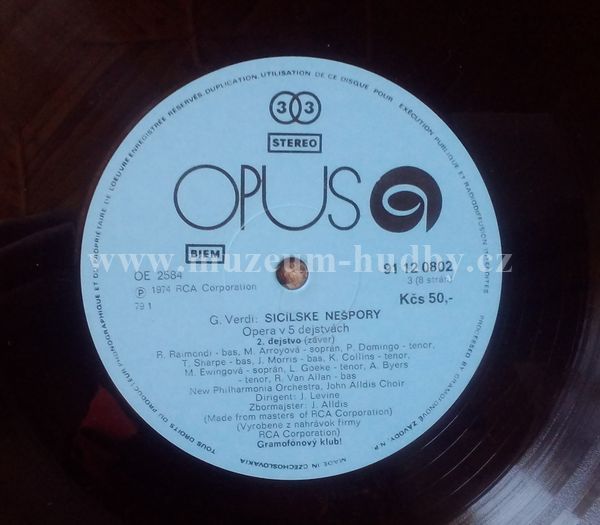 TOUS DROITS DU PRODUCTEUR PHONOGRAPHIQUE ET DU PROPRIÉTAIRE DE L'OEUVRE ENREGISTRÉE RÉSERVÉS. DUPLICATION, UTILISATION DE CE DISQUE POUR EXÉCUTION PUBLIQUE ET RADIODIFFUSION
33
STEREO
OPUS
www.muzeum-hudby.cz
BIEM
OE 2584
91 12 0802
3 (8 strán)
℗ 1974 RCA Corporation
79 1
Kčs 50,-
G. Verdi: SICÍLSKE NEŠPORY
Opera v 5 dejstvách
2. dejstvo (záver)
R. Raimondi - bas, M. Arroyová - soprán, P. Domingo - tenor,
T. Sharpe - bas, J. Morris - bas, K. Collins - tenor,
M. Ewingová - soprán, L. Goeke - tenor, A. Byers
- tenor, R. Van Allan - bas
New Philharmonia Orchestra, John Alldis Choir
Dirigent: J. Levine
Zbormajster: J. Alldis
(Made from masters of RCA Corporation)
(Vyrobené z nahrávok firmy
RCA Corporation)
Gramofónový klub!
MADE IN CZECHOSLOVAKIA
PROCESSED BY GRAMOFONOVÉ ZÁVODY, N.P.